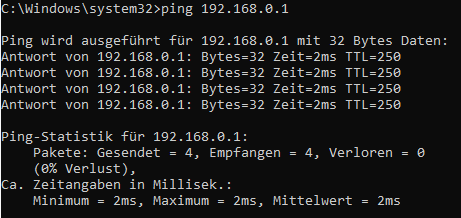 C:\Windows\system32>ping 192.168.0.1
Ping wird ausgeführt für 192.168.0.1 mit 32 Bytes Daten:
Antwort von 192.168.0.1: Bytes=32 Zeit=2ms TTL=250
Antwort von 192.168.0.1: Bytes=32 Zeit=2ms TTL=250
Antwort von 192.168.0.1: Bytes=32 Zeit=2ms TTL=250
Antwort von 192.168.0.1: Bytes=32 Zeit=2ms TTL=250
Ping-Statistik für 192.168.0.1:
Pakete: Gesendet = 4, Empfangen = 4, Verloren = 0
(0% Verlust),
Ca. Zeitangaben in Millisek.:
Minimum = 2ms, Maximum = 2ms, Mittelwert = 2ms